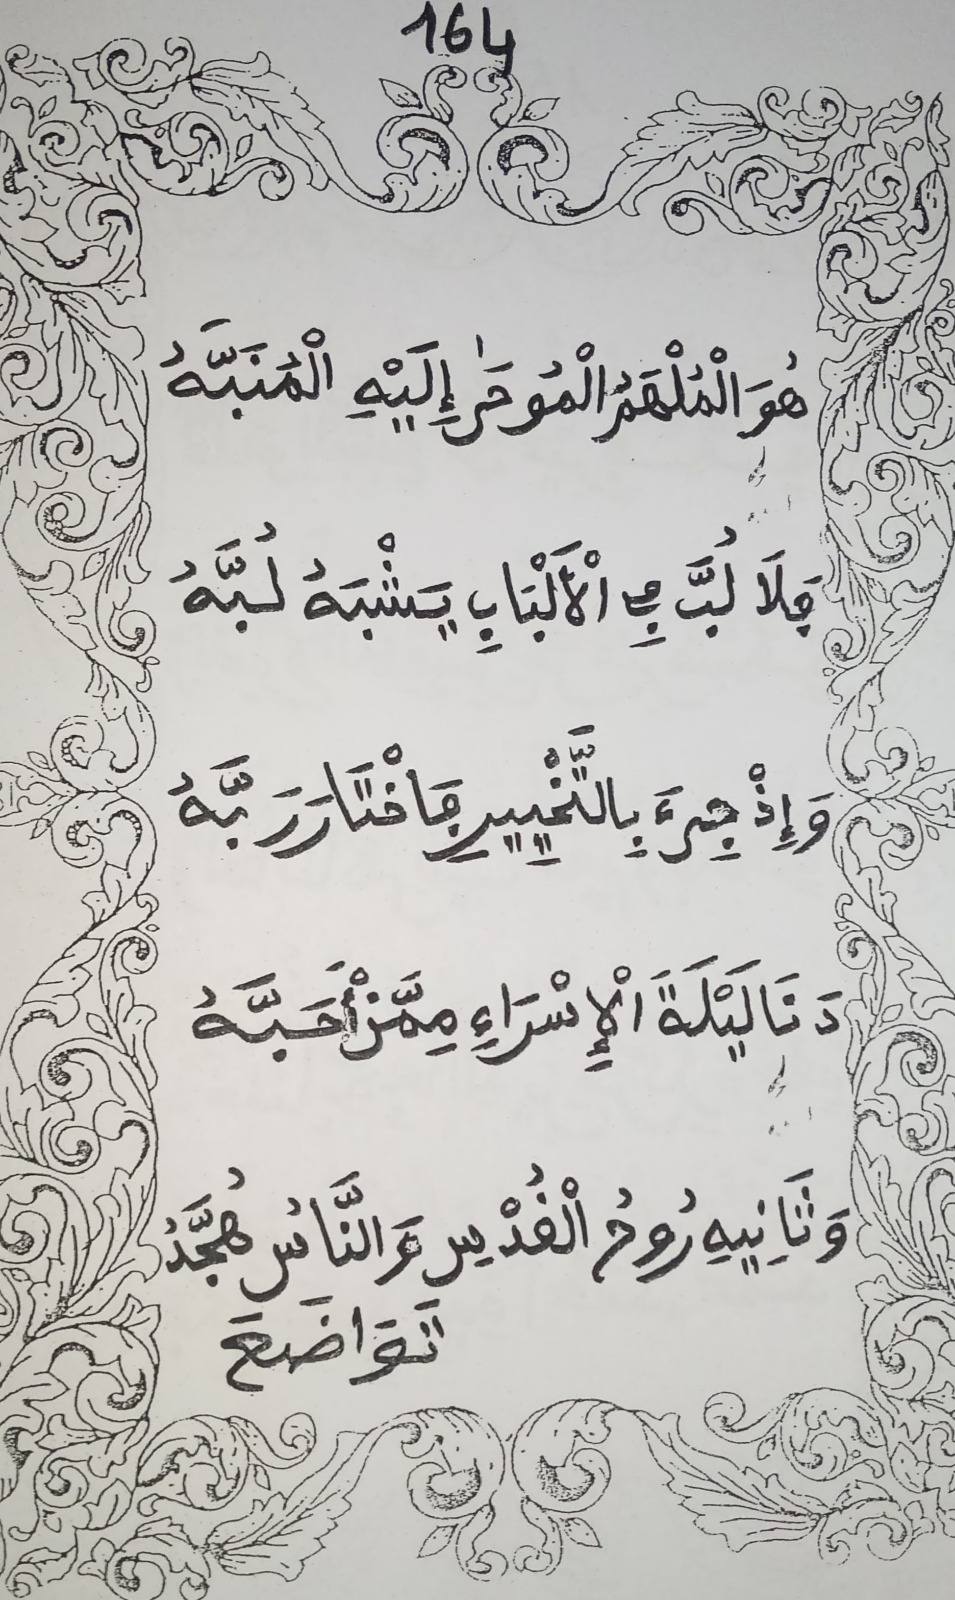 164
هُوَ الْمُلْهَمُ الْمُوحَىٰ إِلَيْهِ الْمُنَبَّهُ
فَلَا لُبَّ فِي الْأَلْبَابِ يَشْبَهُ لُبَّهُ
وَإِذْ جِيءَ بِالتَّخْيِيرِ فَاخْتَارَ رَبَّهُ
دَنَا لَيْلَةَ الْإِسْرَاءِ مِمَّنْ أَحَبَّهُ
وَثَانِيهِ رُوحُ الْقُدْسِ وَالنَّاسُ هُجَّدُ
تَوَاضَعَ